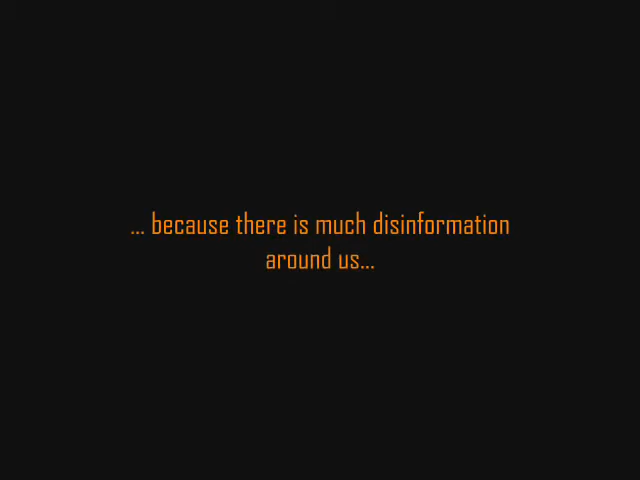 ... because there is much disinformation
around us...